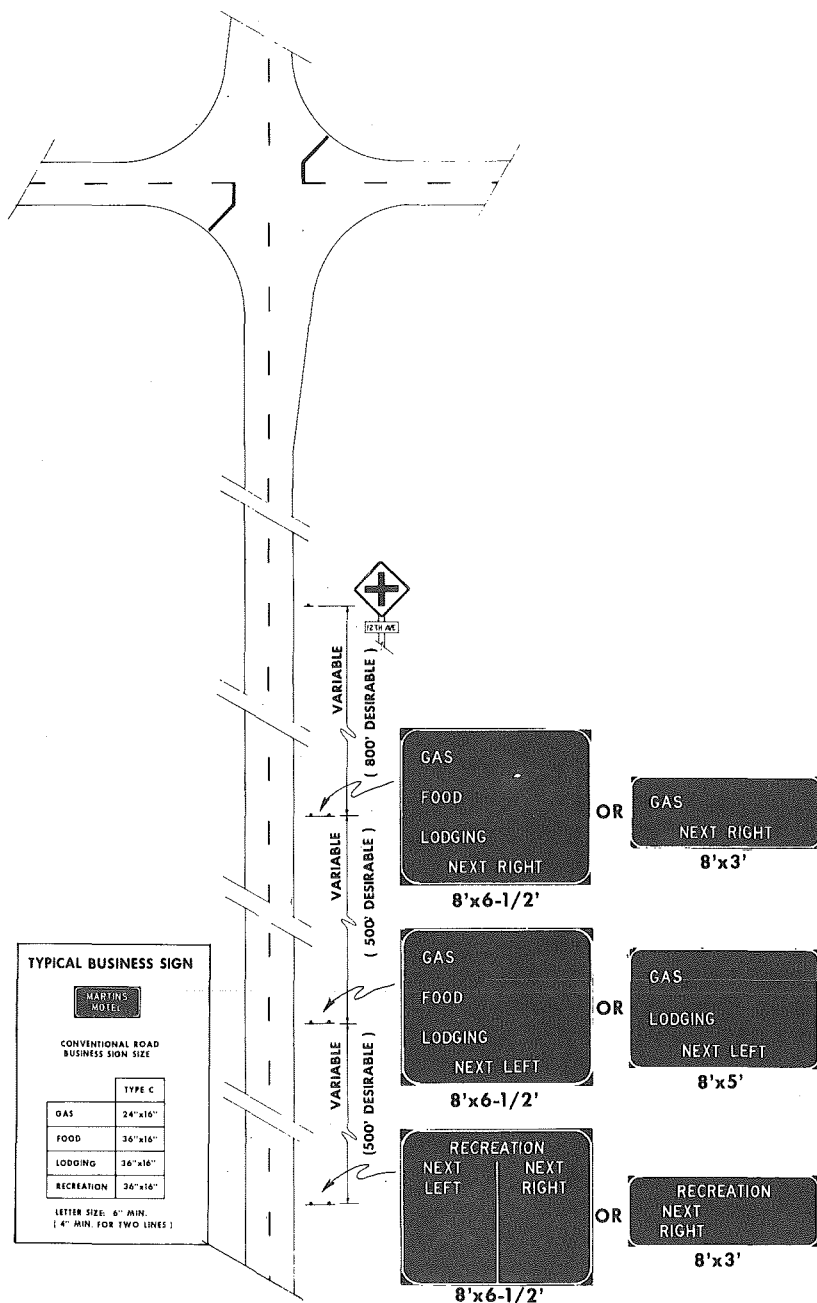 12TH AVE
VARIABLE
( 800' DESIRABLE )
GAS
FOOD
LODGING
NEXT RIGHT
8'x6-1/2'
OR
GAS
NEXT RIGHT
8'x3'
VARIABLE
( 500' DESIRABLE )
GAS
FOOD
LODGING
NEXT LEFT
8'x6-1/2'
OR
GAS
LODGING
NEXT LEFT
8'x5'
VARIABLE
(500' DESIRABLE )
RECREATION
NEXT LEFT
NEXT RIGHT
8'x6-1/2'
OR
RECREATION
NEXT
RIGHT
8'x3'
TYPICAL BUSINESS SIGN
MARTINS
MOTEL
CONVENTIONAL ROAD
BUSINESS SIGN SIZE
TYPE C
GAS 24"x16"
FOOD 36"x16"
LODGING 36"x16"
RECREATION 36"x16"
LETTER SIZE: 6" MIN.
( 4" MIN. FOR TWO LINES )